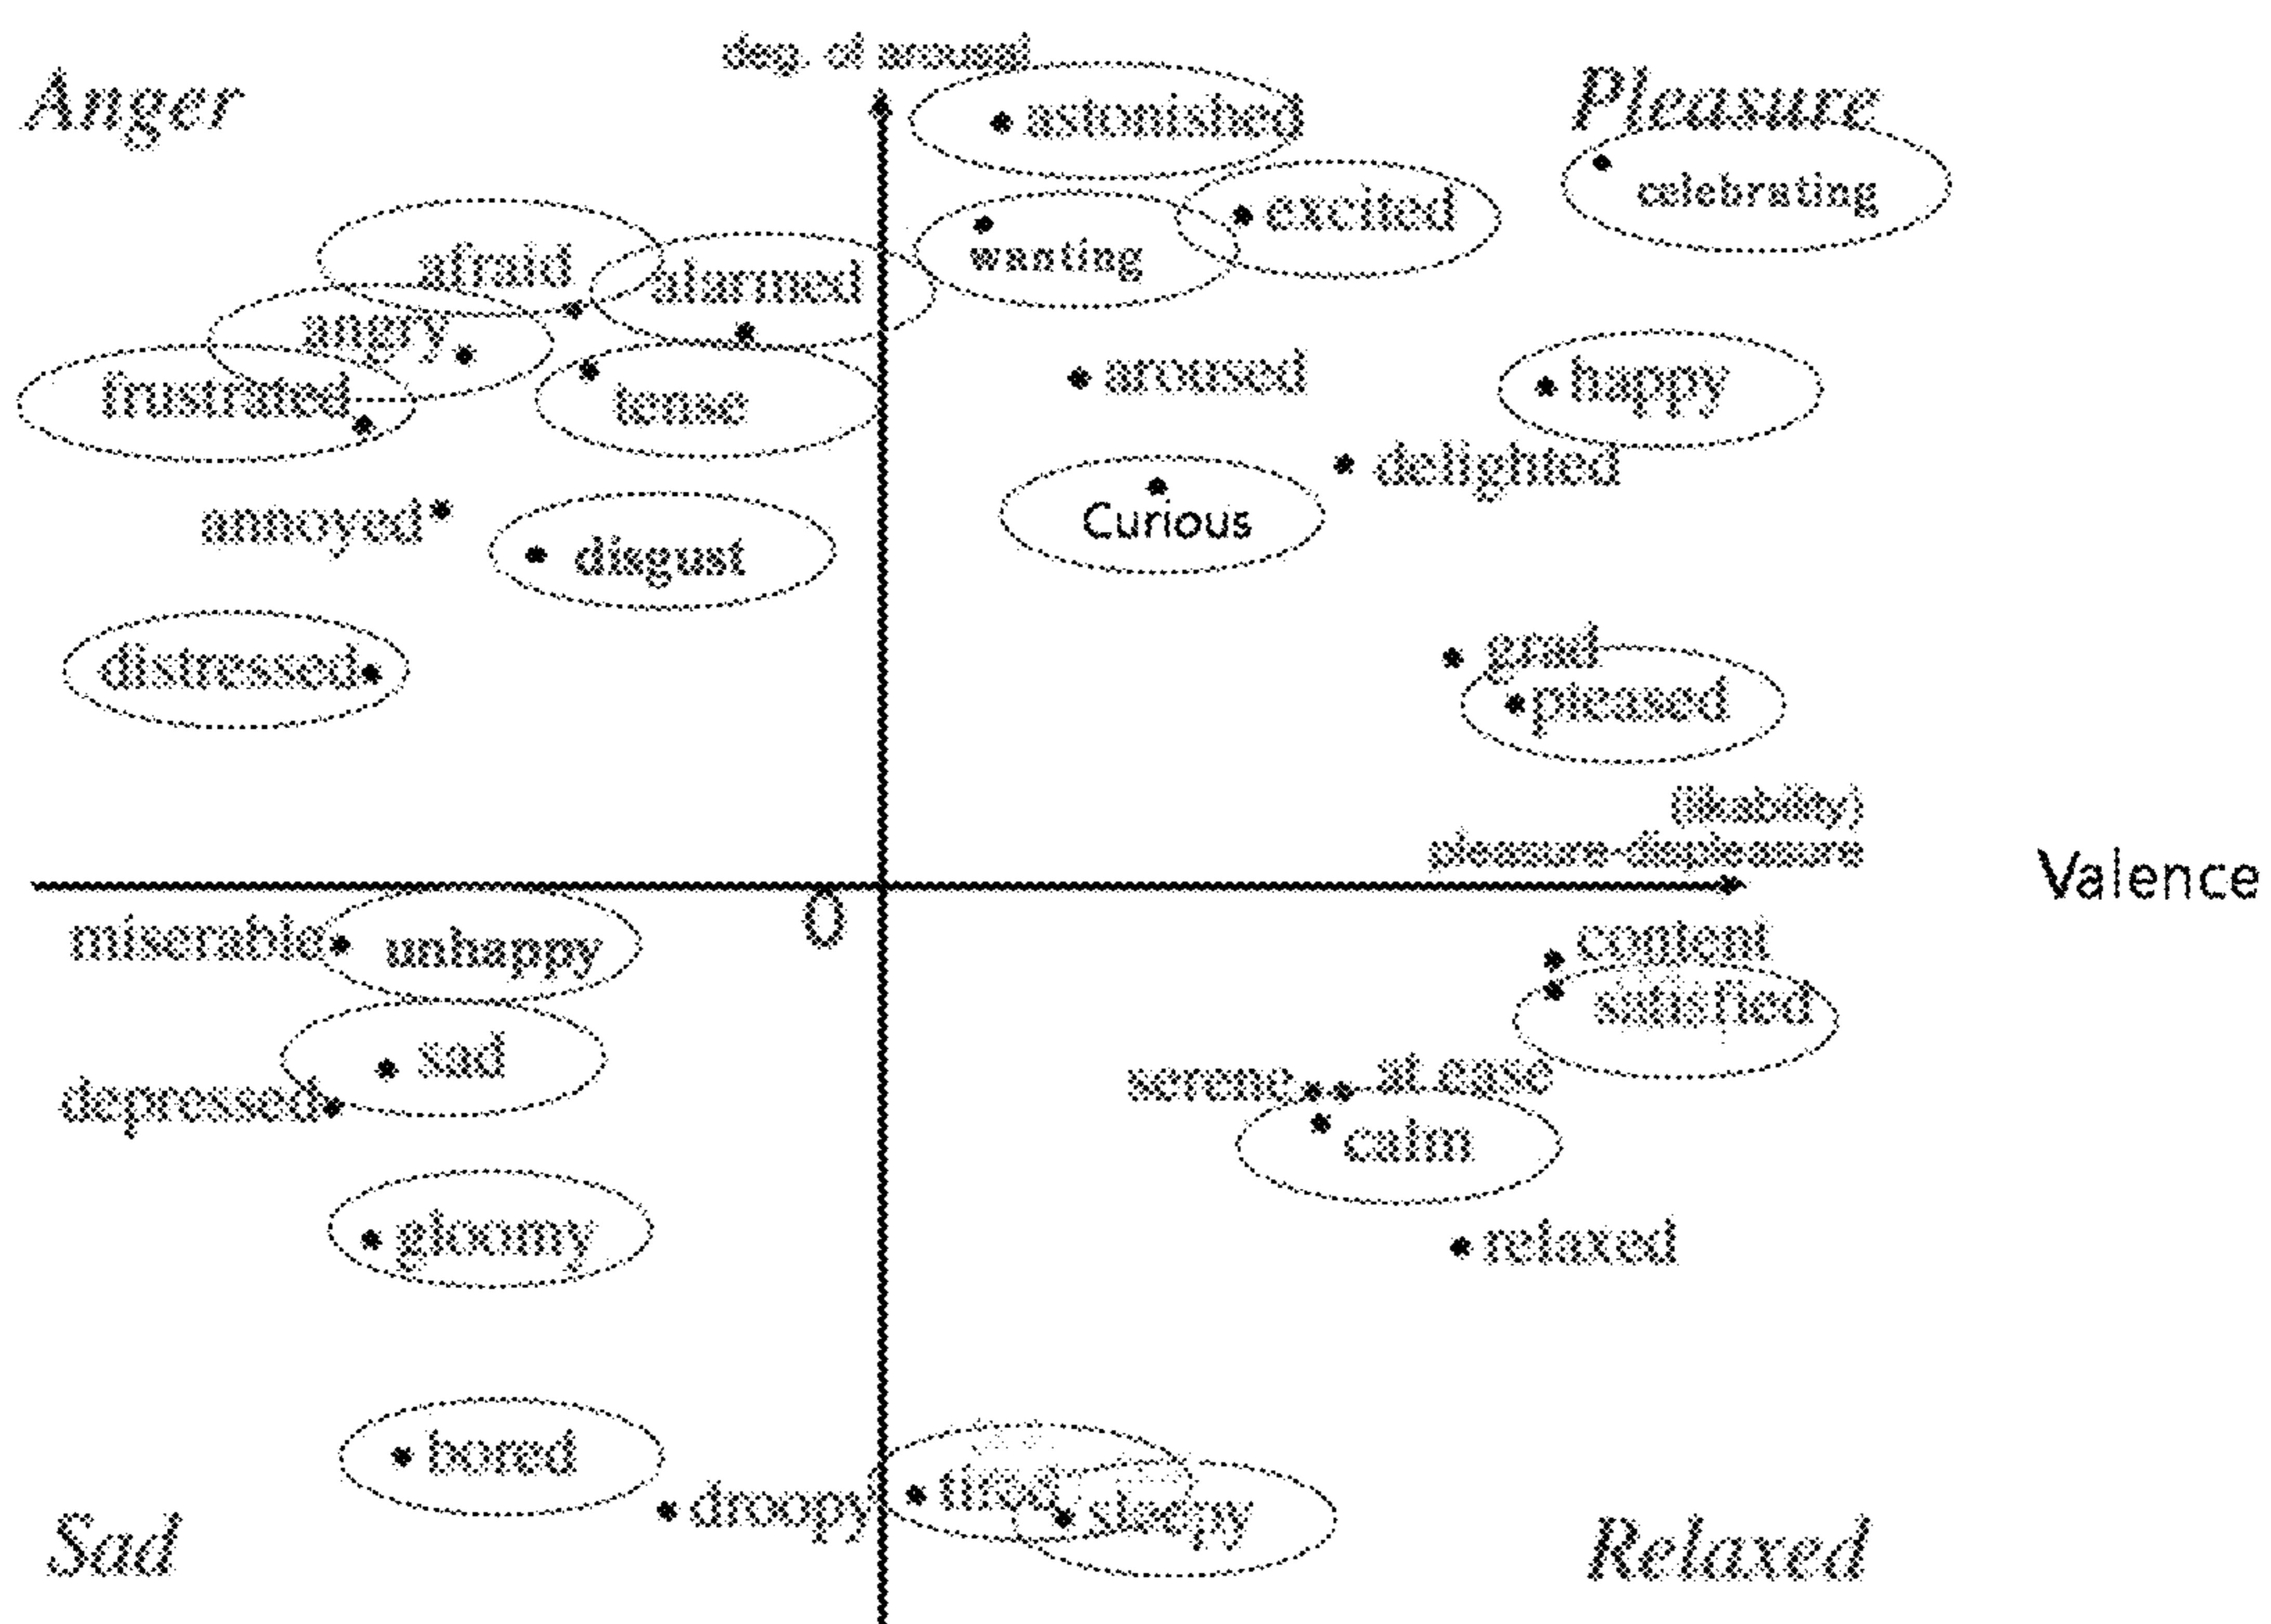 deg. of arousal
Anger
Pleasure
astonished
celebrating
excited
wanting
afraid
alarmed
angry
aroused
happy
frustrated
tense
delighted
annoyed
Curious
disgust
grad
distressed
pleased
(likability)
pleasure-displeasure
Valence
0
miserable
unhappy
content
satisfied
sad
serene
at ease
depressed
calm
gloomy
relaxed
bored
tired
droopy
sleepy
Sad
Relaxed